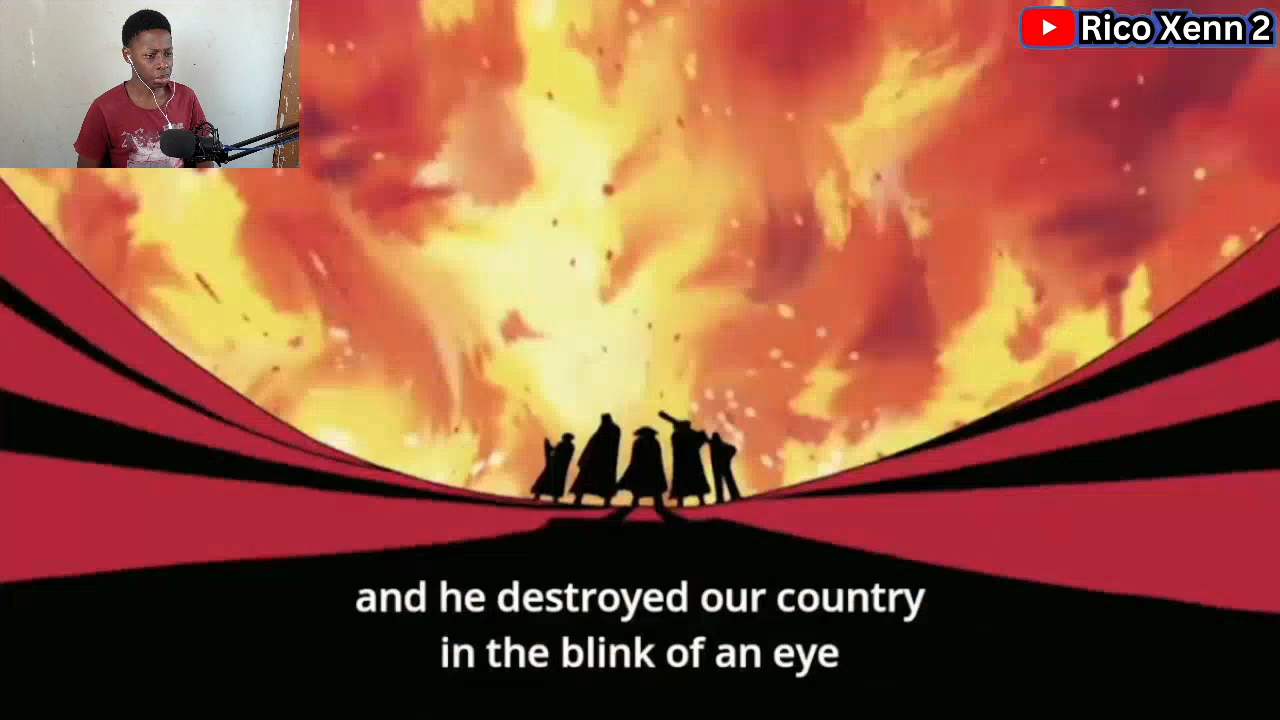 Rico Xenn 2
and he destroyed our country
in the blink of an eye